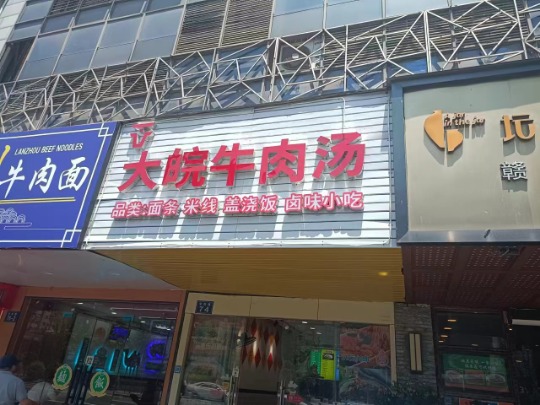 LANZHOU BEEF NOODLES
牛肉面
大皖牛肉汤
品类:面条 米线 盖浇饭 卤味小吃
坛
赣